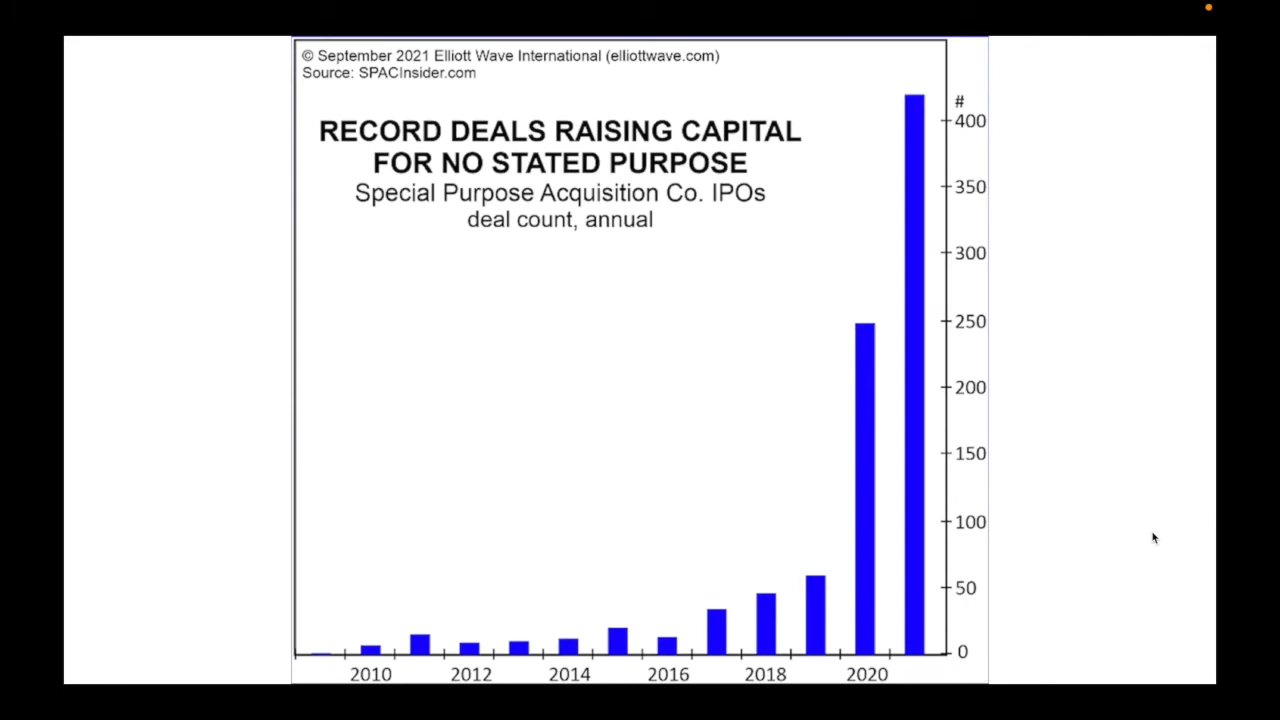 © September 2021 Elliott Wave International (elliottwave.com)
Source: SPACInsider.com
RECORD DEALS RAISING CAPITAL
FOR NO STATED PURPOSE
Special Purpose Acquisition Co. IPOs
deal count, annual
#
400
350
300
250
200
150
100
50
0
2010 2012 2014 2016 2018 2020